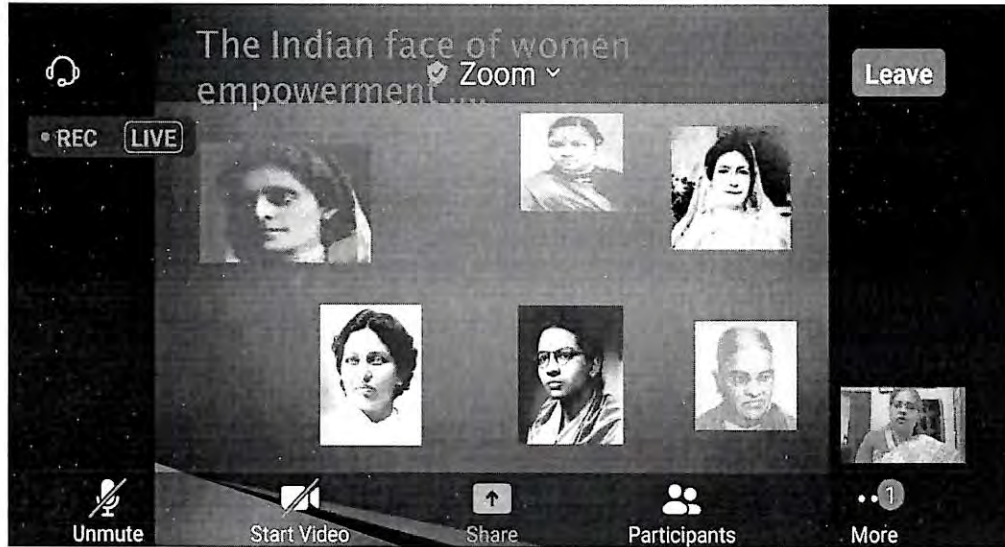 The Indian face of women
empowerment ....
Zoom
Leave
• REC LIVE
Unmute
Start Video
Share
Participants
1
More